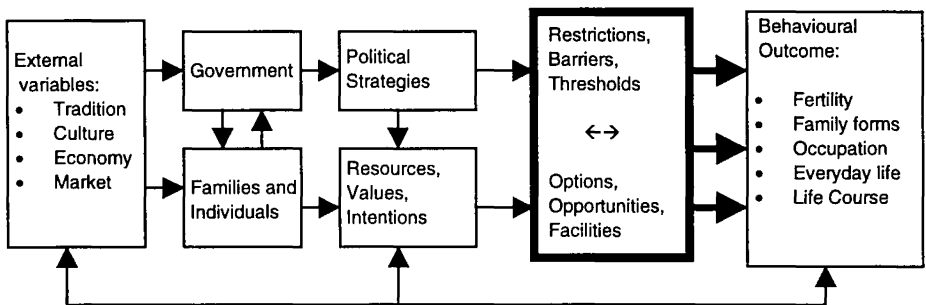 External
variables:
• Tradition
• Culture
• Economy
• Market
Government
Families and
Individuals
Political
Strategies
Resources,
Values,
Intentions
Restrictions,
Barriers,
Thresholds
←→
Options,
Opportunities,
Facilities
Behavioural
Outcome:
• Fertility
• Family forms
• Occupation
• Everyday life
• Life Course